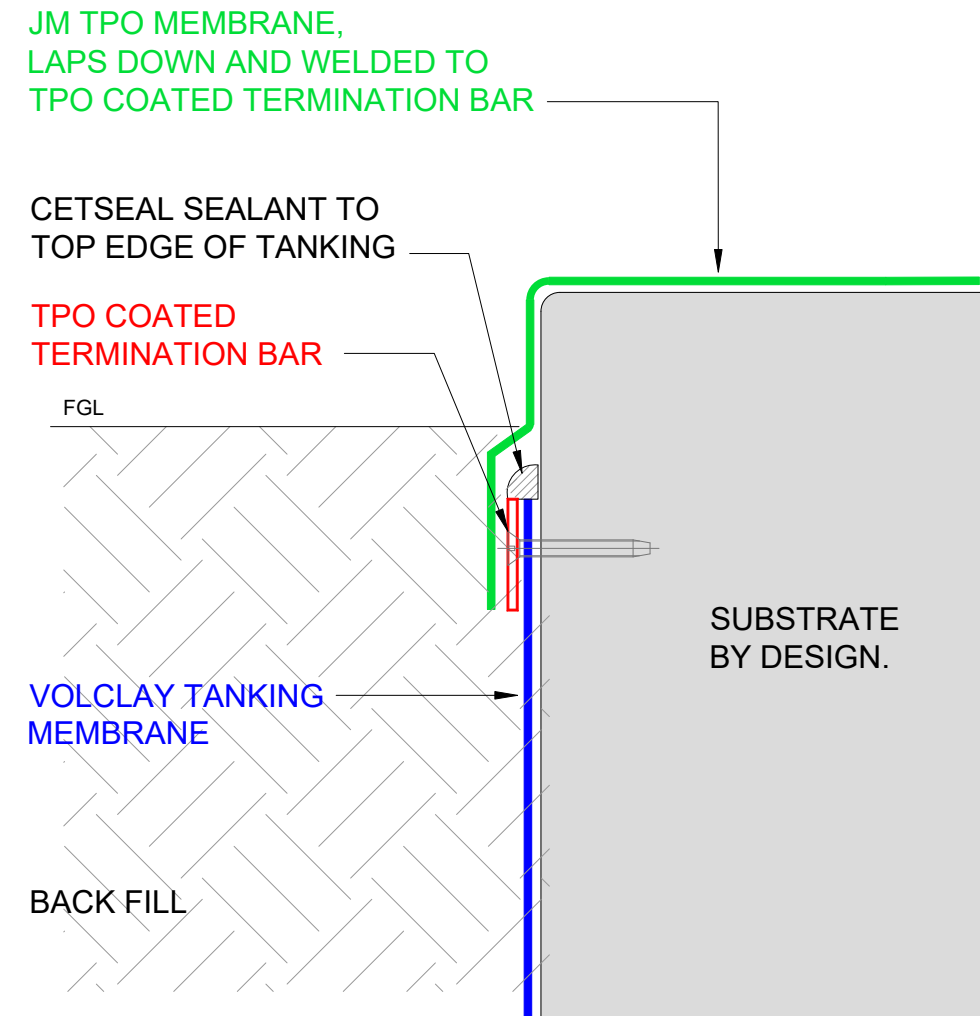 JM TPO MEMBRANE,
LAPS DOWN AND WELDED TO
TPO COATED TERMINATION BAR
CETSEAL SEALANT TO
TOP EDGE OF TANKING
TPO COATED
TERMINATION BAR
FGL
SUBSTRATE
BY DESIGN.
VOLCLAY TANKING
MEMBRANE
BACK FILL